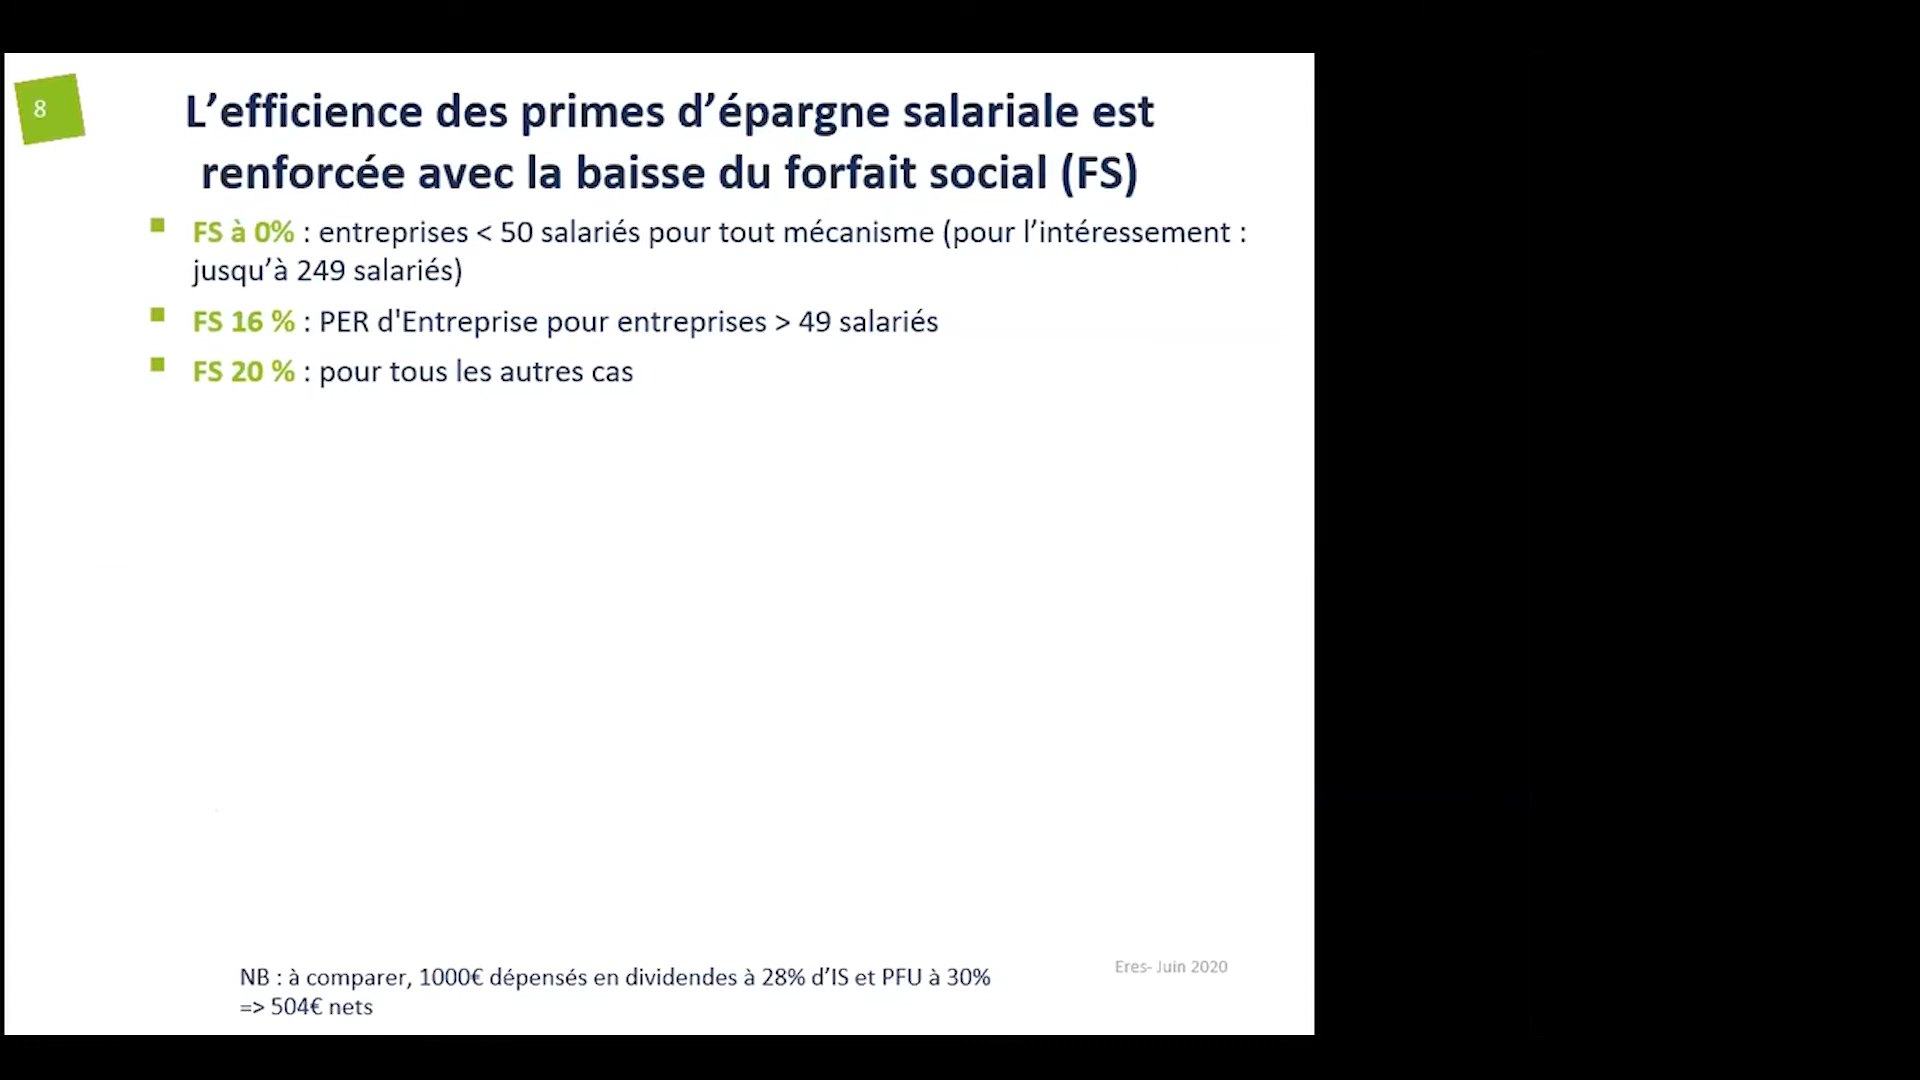 8
L’efficience des primes d’épargne salariale est
renforcée avec la baisse du forfait social (FS)
FS à 0% : entreprises < 50 salariés pour tout mécanisme (pour l’intéressement :
jusqu’à 249 salariés)
FS 16 % : PER d'Entreprise pour entreprises > 49 salariés
FS 20 % : pour tous les autres cas
NB : à comparer, 1000€ dépensés en dividendes à 28% d’IS et PFU à 30%
=> 504€ nets
Eres- Juin 2020